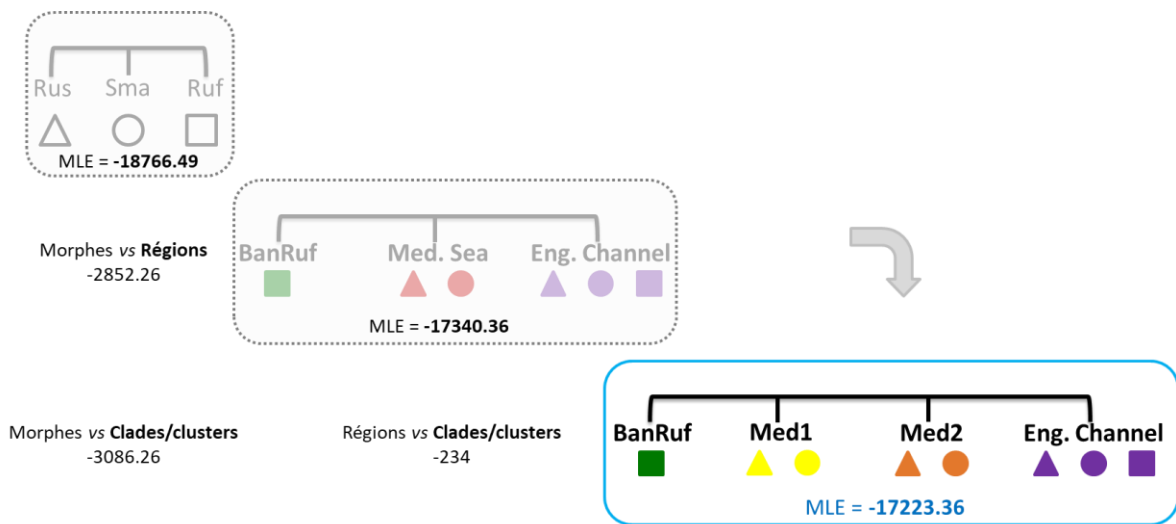 Rus Sma Ruf
MLE = -18766.49
Morphes vs Régions
-2852.26
BanRuf Med. Sea Eng. Channel
MLE = -17340.36
Morphes vs Clades/clusters
-3086.26
Régions vs Clades/clusters
-234
BanRuf Med1 Med2 Eng. Channel
MLE = -17223.36